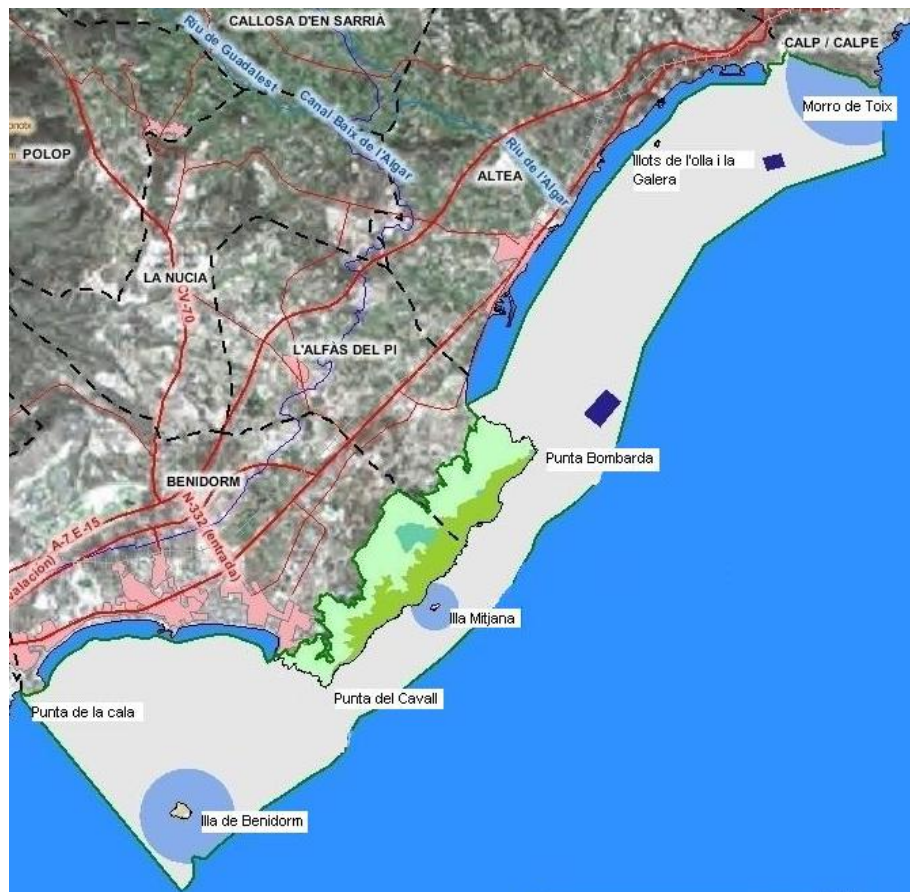 CALLOSA D'EN SARRIÀ
CALP / CALPE
Riu de Guadalest
Canal Baix de l'Algar
Morro de Toix
POLOP
Riu de l'Algar
Illots de l'olla i la
Galera
ALTEA
LA NUCIA
CV-70
L'ALFÀS DEL PI
Punta Bombarda
BENIDORM
A-7,E-15
N-332 (entrada)
Illa Mitjana
Punta del Cavall
Punta de la cala
Illa de Benidorm